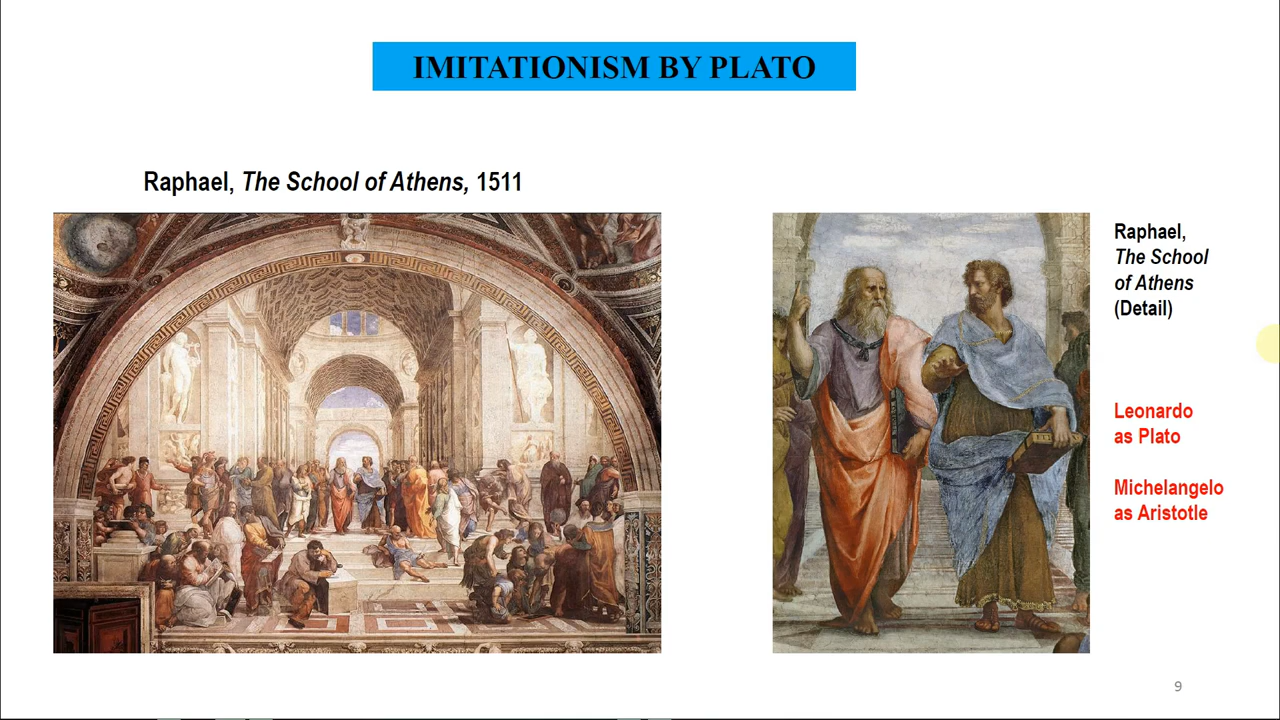 IMITATIONISM BY PLATO
Raphael, The School of Athens, 1511
Raphael,
The School
of Athens
(Detail)
Leonardo
as Plato
Michelangelo
as Aristotle
9